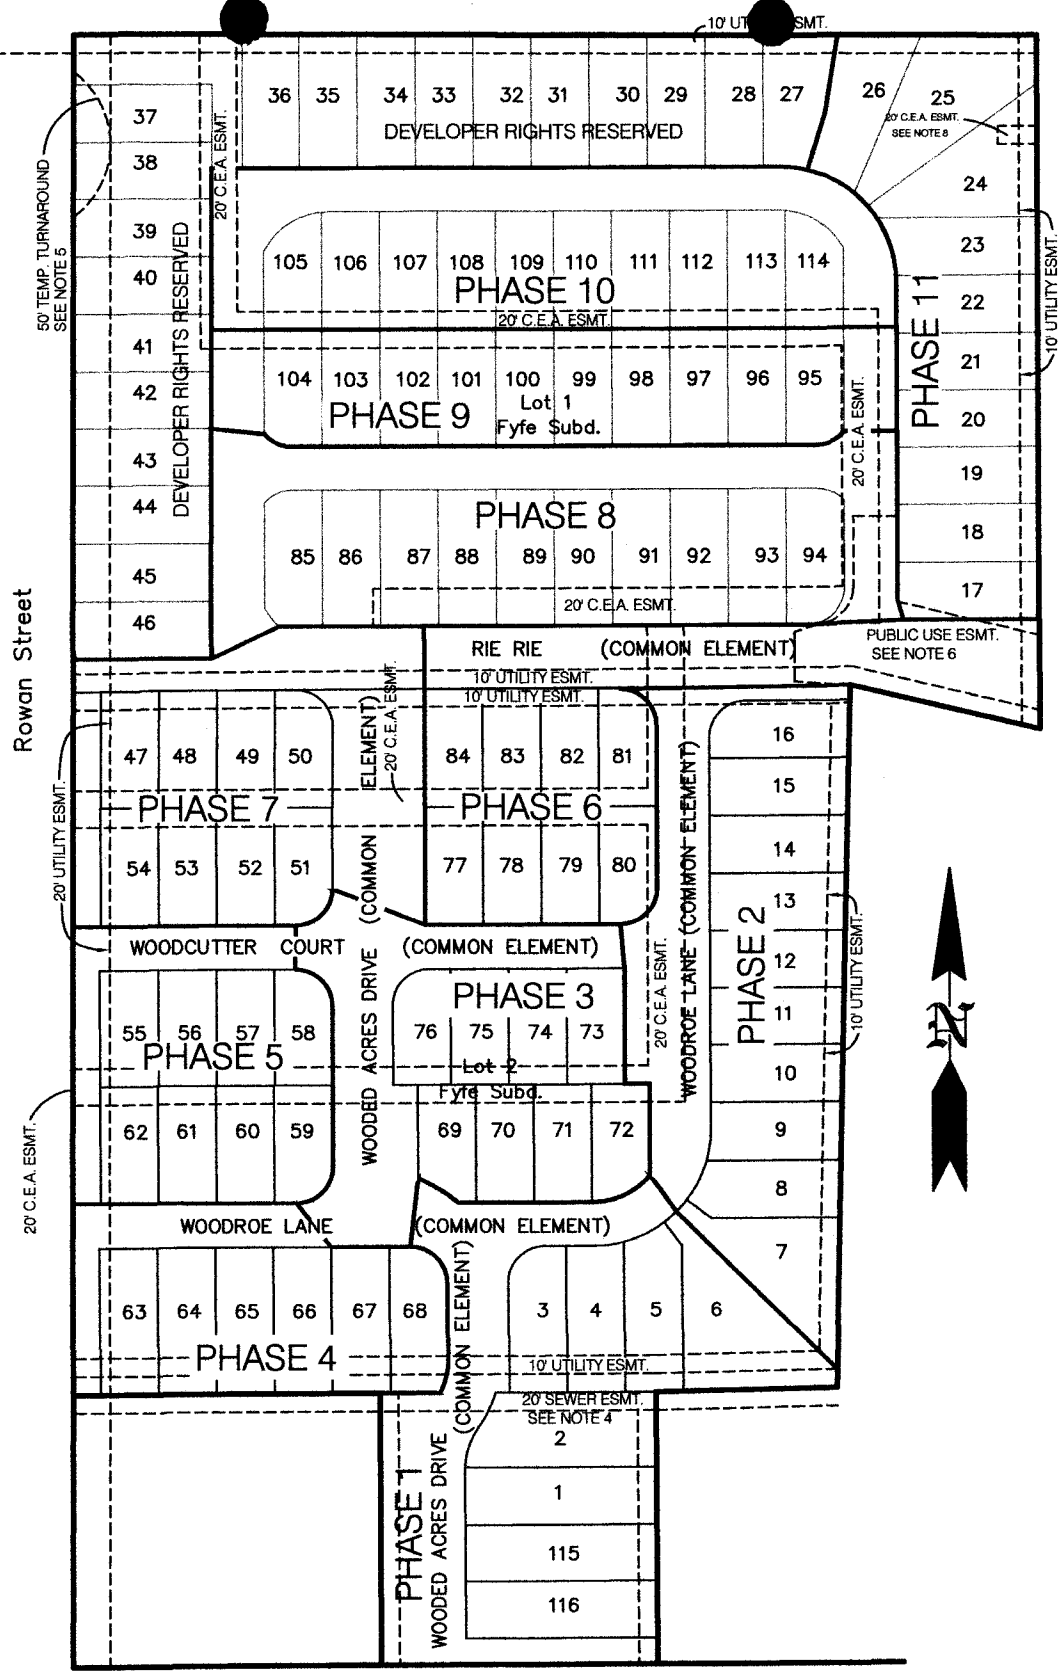 10' UTILITY ESMT.
36 35 34 33 32 31 30 29 28 27 26 25
DEVELOPER RIGHTS RESERVED
20' C.E.A. ESMT.
SEE NOTE 8
37
38
39
40
41
42
43
44
45
46
DEVELOPER RIGHTS RESERVED
50' TEMP. TURNAROUND
SEE NOTE 5
20' C.E.A. ESMT.
24
23
22
21
20
19
18
17
10' UTILITY ESMT.
PHASE 11
105 106 107 108 109 110 111 112 113 114
PHASE 10
20' C.E.A. ESMT.
104 103 102 101 100 99 98 97 96 95
Lot 1
PHASE 9
Fyfe Subd.
20' C.E.A. ESMT.
PHASE 8
85 86 87 88 89 90 91 92 93 94
20' C.E.A. ESMT.
Rowan Street
RIE RIE (COMMON ELEMENT)
PUBLIC USE ESMT.
SEE NOTE 6
10' UTILITY ESMT.
10' UTILITY ESMT.
47 48 49 50
PHASE 7
54 53 52 51
20' UTILITY ESMT.
20' C.E.A. ESMT.
84 83 82 81
PHASE 6
77 78 79 80
WOODED ACRES DRIVE (COMMON ELEMENT)
WOODROE LANE (COMMON ELEMENT)
16
15
14
13
12
11
10
9
8
7
PHASE 2
10' UTILITY ESMT.
WOODCUTTER COURT (COMMON ELEMENT)
PHASE 3
76 75 74 73
20' C.E.A. ESMT.
Lot 2
Fyfe Subd.
55 56 57 58
PHASE 5
62 61 60 59
20' C.E.A. ESMT.
69 70 71 72
N
WOODROE LANE (COMMON ELEMENT)
63 64 65 66 67 68
PHASE 4
3 4 5 6
10' UTILITY ESMT.
20' SEWER ESMT.
SEE NOTE 4
2
1
115
116
PHASE 1
WOODED ACRES DRIVE (COMMON ELEMENT)